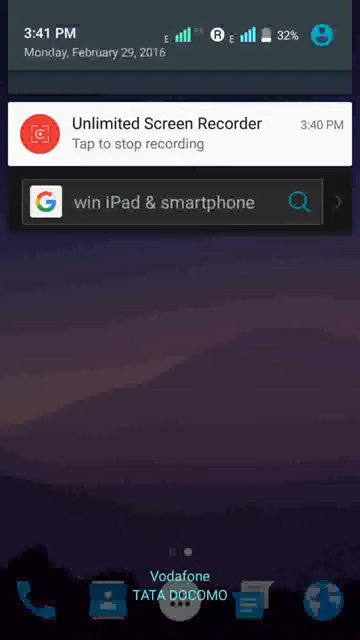 3:41 PM
E R E 32%
Monday, February 29, 2016
Unlimited Screen Recorder
3:40 PM
Tap to stop recording
G win iPad & smartphone
Vodafone
TATA DOCOMO